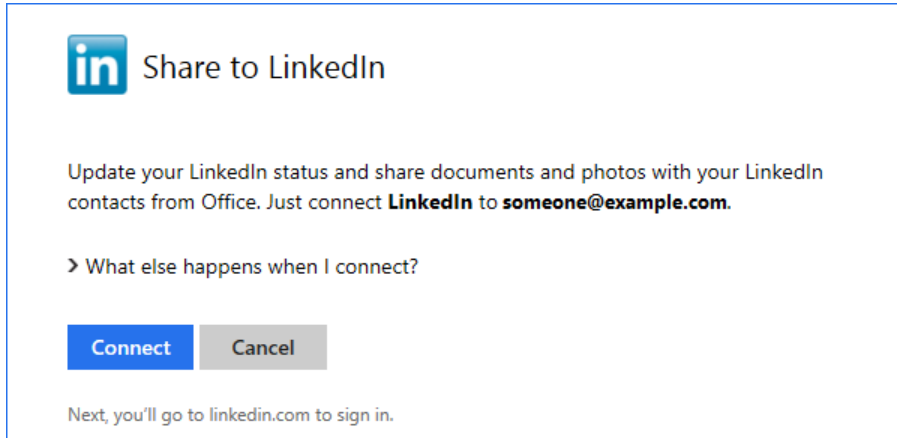 in Share to LinkedIn
Update your LinkedIn status and share documents and photos with your LinkedIn
contacts from Office. Just connect LinkedIn to someone@example.com.
What else happens when I connect?
Connect Cancel
Next, you'll go to linkedin.com to sign in.